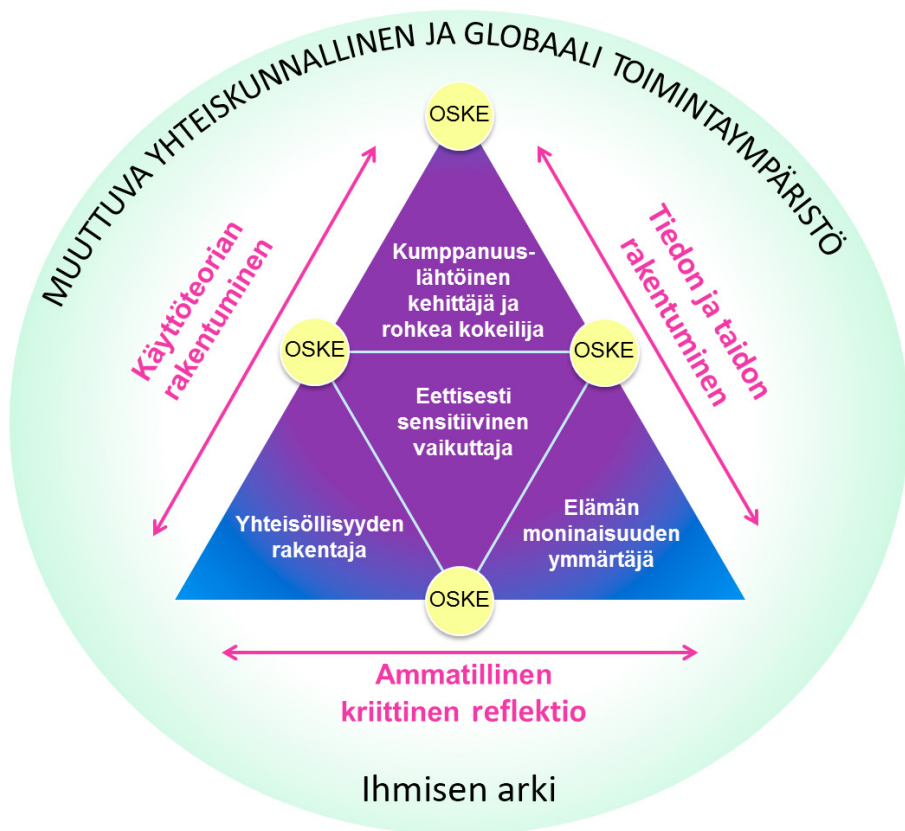 MUUTTUVA YHTEISKUNNALLINEN JA GLOBAALI TOIMINTAYMPÄRISTÖ
OSKE
Käyttöteorian
rakentuminen
Tiedon ja taidon
rakentuminen
Kumppanuus-
lähtöinen
kehittäjä ja
rohkea kokeilija
OSKE
OSKE
Eettisesti
sensitiivinen
vaikuttaja
Yhteisöllisyyden
rakentaja
Elämän
moninaisuuden
ymmärtäjä
OSKE
Ammatillinen
kriittinen reflektio
Ihmisen arki